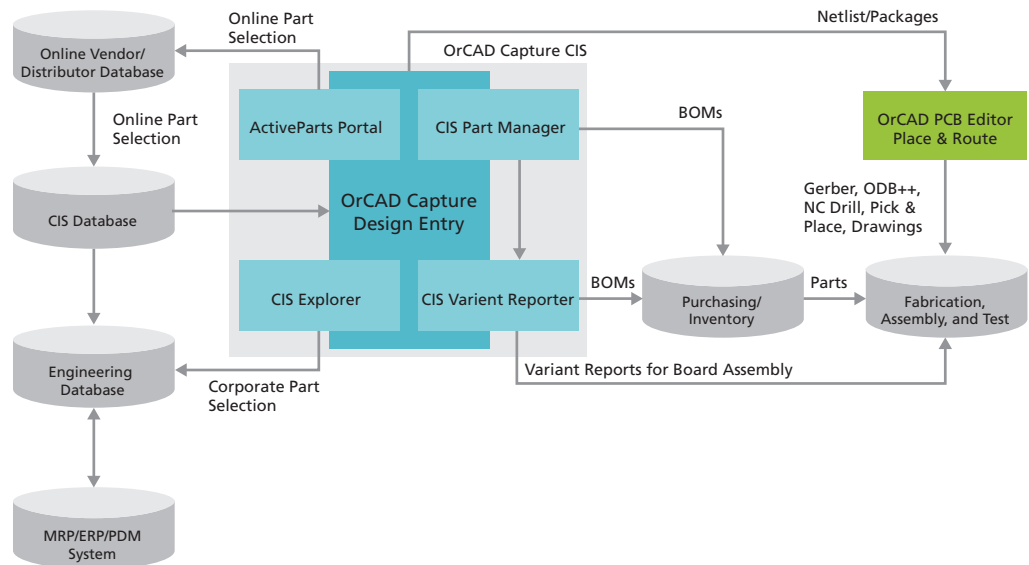 Online Part
Selection
Netlist/Packages
OrCAD Capture CIS
Online Vendor/
Distributor Database
Online Part
Selection
ActiveParts Portal
CIS Part Manager
BOMs
OrCAD PCB Editor
Place & Route
Gerber, ODB++,
NC Drill, Pick &
Place, Drawings
CIS Database
OrCAD Capture
Design Entry
CIS Explorer
CIS Varient Reporter
BOMs
Purchasing/
Inventory
Parts
Fabrication,
Assembly, and Test
Engineering
Database
Corporate Part
Selection
Variant Reports for Board Assembly
MRP/ERP/PDM
System